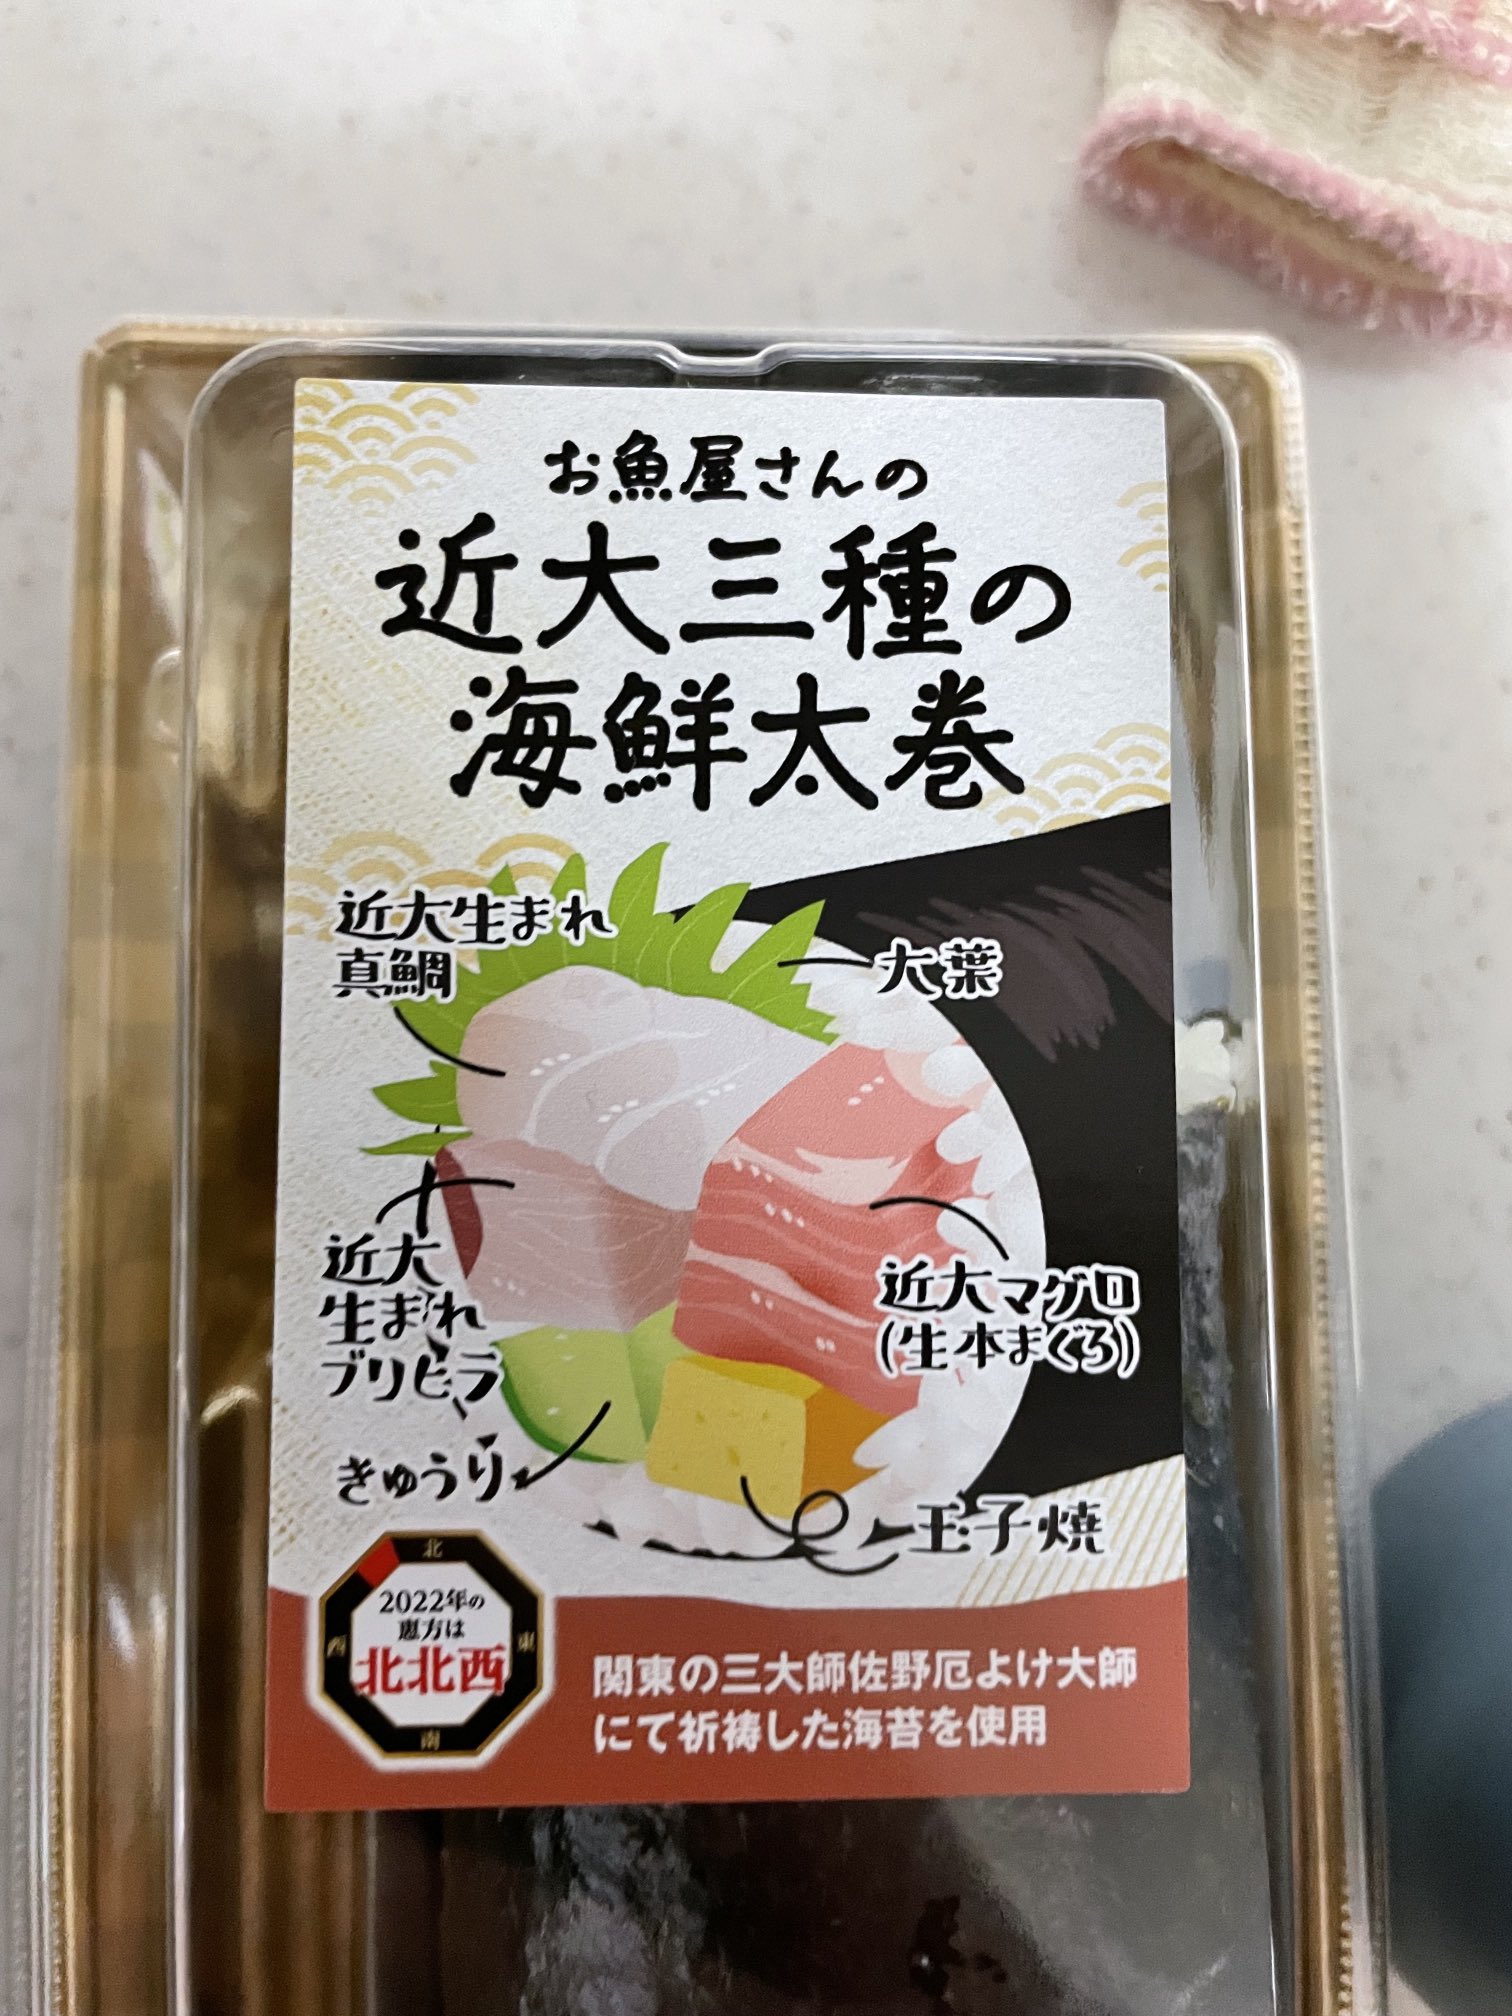 お魚屋さんの
近大三種の
海鮮太巻
近大生まれ
真鯛
大葉
近大
生まれ
ブリヒラ
近大マグロ
(生本まぐろ)
きゅうり
玉子焼
北
2022年の
恵方は
西
東
北北西
南
関東の三大師佐野厄よけ大師
にて祈祷した海苔を使用